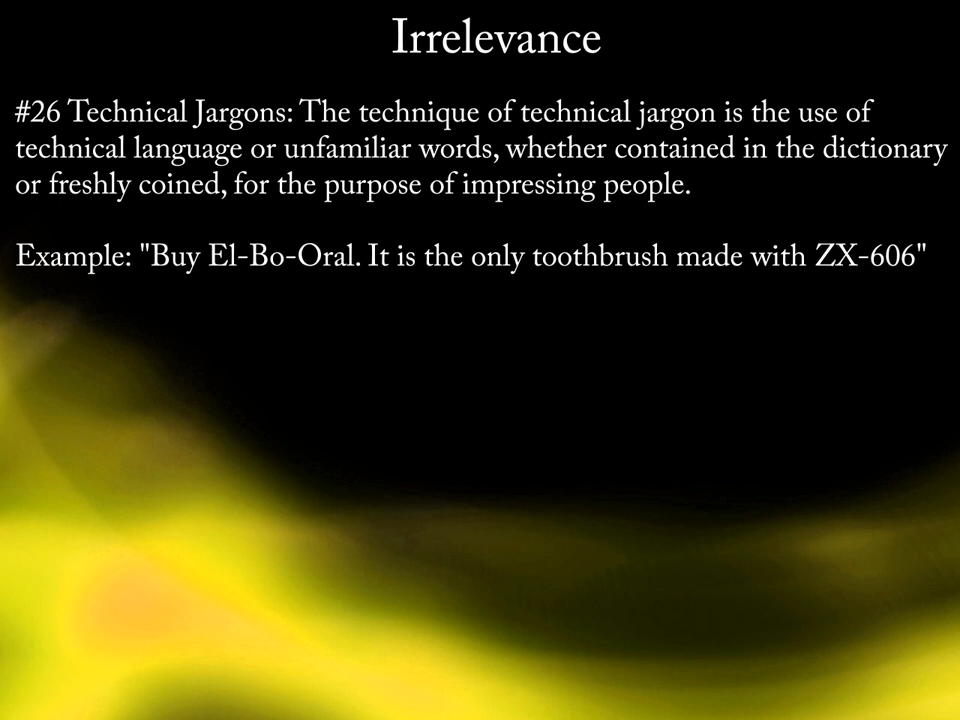 Irrelevance
#26 Technical Jargons: The technique of technical jargon is the use of
technical language or unfamiliar words, whether contained in the dictionary
or freshly coined, for the purpose of impressing people.
Example: "Buy El-Bo-Oral. It is the only toothbrush made with ZX-606"